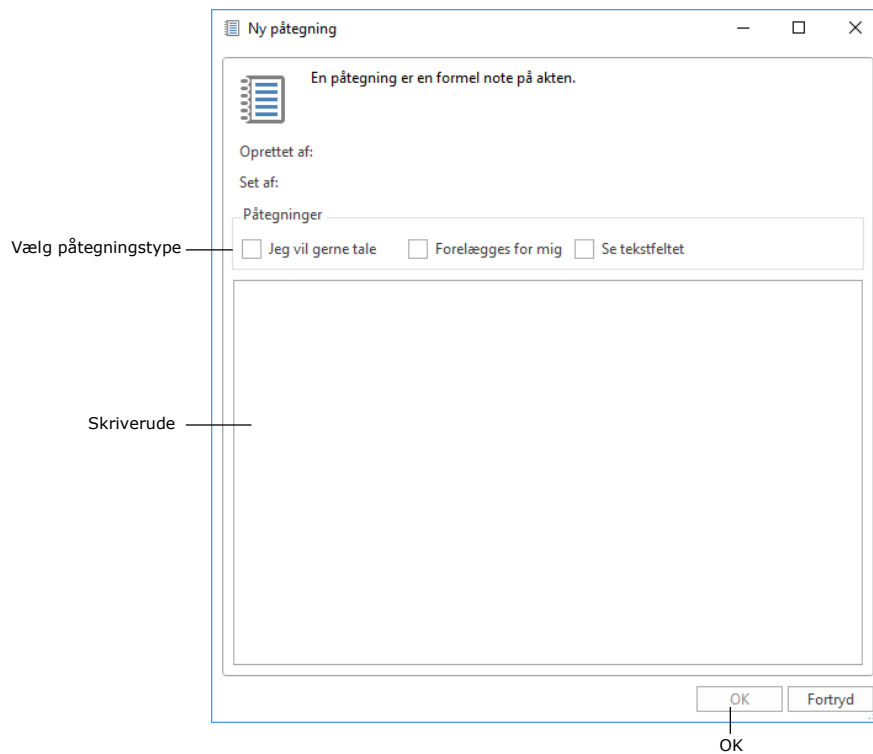 Ny påtegning
En påtegning er en formel note på akten.
Oprettet af:
Set af:
Påtegninger
Vælg påtegningstype
Jeg vil gerne tale Forelægges for mig Se tekstfeltet
Skriverude
OK Fortryd
OK